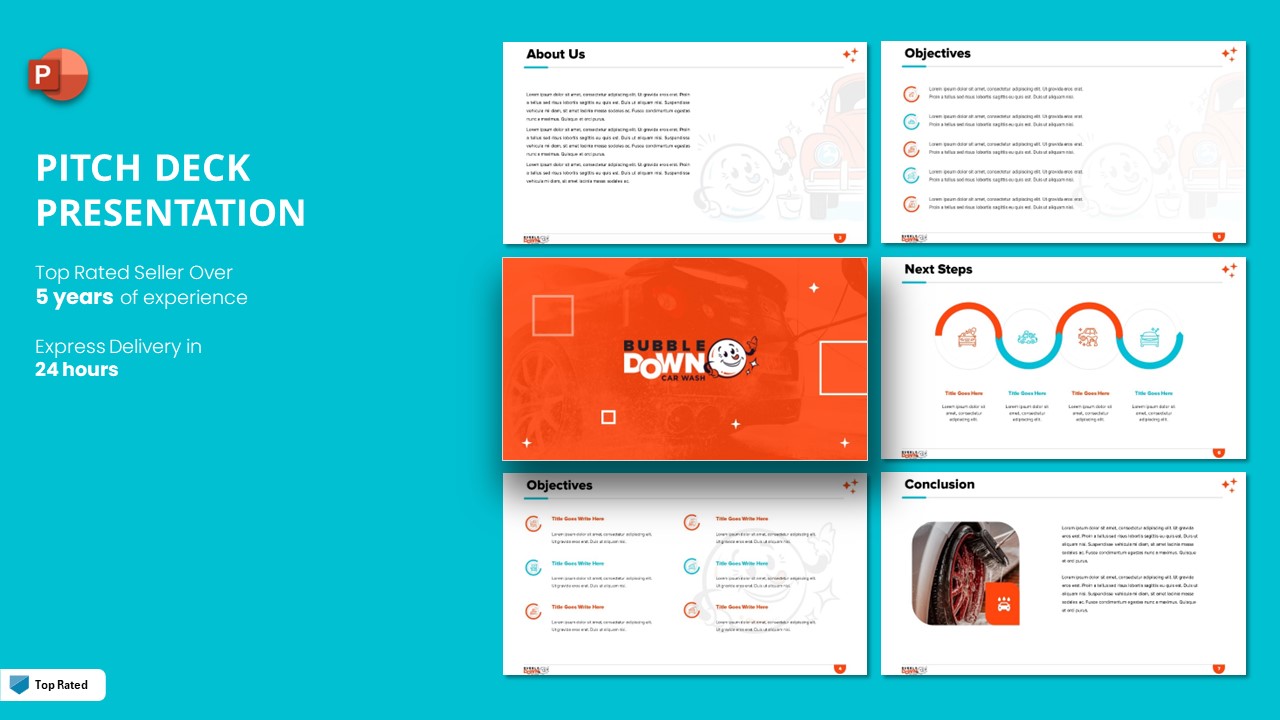 P
PITCH DECK
PRESENTATION
Top Rated Seller Over
5 years of experience
Express Delivery in
24 hours
Top Rated
About Us
Lorem ipsum dolor sit amet, consectetur adipiscing elit. Ut gravida eros erat. Proin
a tellus sed risus lobortis sagittis eu quis est. Duis ut aliquam nisi. Suspendisse
nunc a maximus. Quisque et orci purus.
Lorem ipsum dolor sit amet, consectetur adipiscing elit. Ut gravida eros erat. Proin
a tellus sed risus lobortis sagittis eu quis est. Duis ut aliquam nisi. Suspendisse
nunc a maximus. Quisque et orci purus.
Lorem ipsum dolor sit amet, consectetur adipiscing elit. Ut gravida eros erat. Proin
a tellus sed risus lobortis sagittis eu quis est. Duis ut aliquam nisi. Suspendisse
vehicula mi diam, sit amet lacinia massa sodales ac.
Objectives
Lorem ipsum dolor sit amet, consectetur adipiscing elit. Ut gravida eros erat.
Proin a tellus sed risus lobortis sagittis eu quis est. Duis ut aliquam nisi.
Lorem ipsum dolor sit amet, consectetur adipiscing elit. Ut gravida eros erat.
Proin a tellus sed risus lobortis sagittis eu quis est. Duis ut aliquam nisi.
Lorem ipsum dolor sit amet, consectetur adipiscing elit. Ut gravida eros erat.
Proin a tellus sed risus lobortis sagittis eu quis est. Duis ut aliquam nisi.
Lorem ipsum dolor sit amet, consectetur adipiscing elit. Ut gravida eros erat.
Proin a tellus sed risus lobortis sagittis eu quis est. Duis ut aliquam nisi.
Lorem ipsum dolor sit amet, consectetur adipiscing elit. Ut gravida eros erat.
Proin a tellus sed risus lobortis sagittis eu quis est. Duis ut aliquam nisi.
BUBBLE
DOWN
CAR WASH
Next Steps
Title Goes Here
Lorem ipsum dolor sit
amet, consectetur
adipiscing elit.
Title Goes Here
Lorem ipsum dolor sit
amet, consectetur
adipiscing elit.
Title Goes Here
Lorem ipsum dolor sit
amet, consectetur
adipiscing elit.
Title Goes Here
Lorem ipsum dolor sit
amet, consectetur
adipiscing elit.
Objectives
Title Goes Write Here
Lorem ipsum dolor sit amet, consectetur adipiscing elit.
Ut gravida eros erat. Duis ut aliquam nisi.
Title Goes Write Here
Lorem ipsum dolor sit amet, consectetur adipiscing elit.
Ut gravida eros erat. Duis ut aliquam nisi.
Title Goes Write Here
Lorem ipsum dolor sit amet, consectetur adipiscing elit.
Ut gravida eros erat. Duis ut aliquam nisi.
Title Goes Write Here
Lorem ipsum dolor sit amet, consectetur adipiscing elit.
Ut gravida eros erat. Duis ut aliquam nisi.
Title Goes Write Here
Lorem ipsum dolor sit amet, consectetur adipiscing elit.
Ut gravida eros erat. Duis ut aliquam nisi.
Title Goes Write Here
Lorem ipsum dolor sit amet, consectetur adipiscing elit.
Ut gravida eros erat. Duis ut aliquam nisi.
Conclusion
Lorem ipsum dolor sit amet, consectetur adipiscing elit. Ut gravida
eros erat. Proin a tellus sed risus lobortis sagittis eu quis est. Duis ut
aliquam nisi. Suspendisse vehicula mi diam, sit amet lacinia massa
sodales ac. Fusce condimentum egestas nunc a maximus. Quisque
et orci purus.
Lorem ipsum dolor sit amet, consectetur adipiscing elit. Ut gravida
eros erat. Proin a tellus sed risus lobortis sagittis eu quis est. Duis ut
aliquam nisi. Suspendisse vehicula mi diam, sit amet lacinia massa
sodales ac. Fusce condimentum egestas nunc a maximus. Quisque et
orci purus.
7